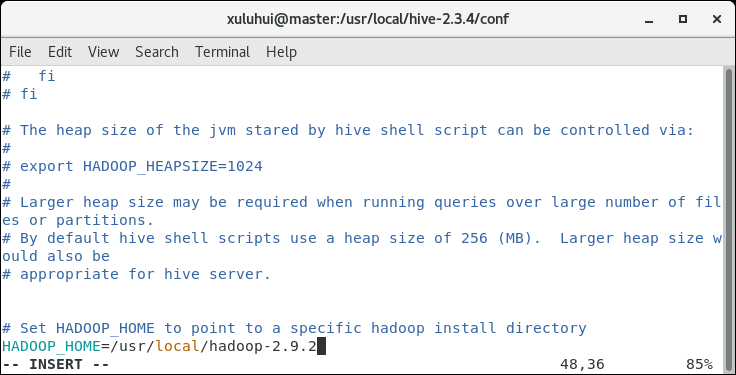 xuluhui@master:/usr/local/hive-2.3.4/conf
File Edit View Search Terminal Help
#   fi
# fi
# The heap size of the jvm stared by hive shell script can be controlled via:
#
# export HADOOP_HEAPSIZE=1024
#
# Larger heap size may be required when running queries over large number of fil
es or partitions.
# By default hive shell scripts use a heap size of 256 (MB).  Larger heap size w
ould also be
# appropriate for hive server.
# Set HADOOP_HOME to point to a specific hadoop install directory
HADOOP_HOME=/usr/local/hadoop-2.9.2
-- INSERT -- 48,36 85%